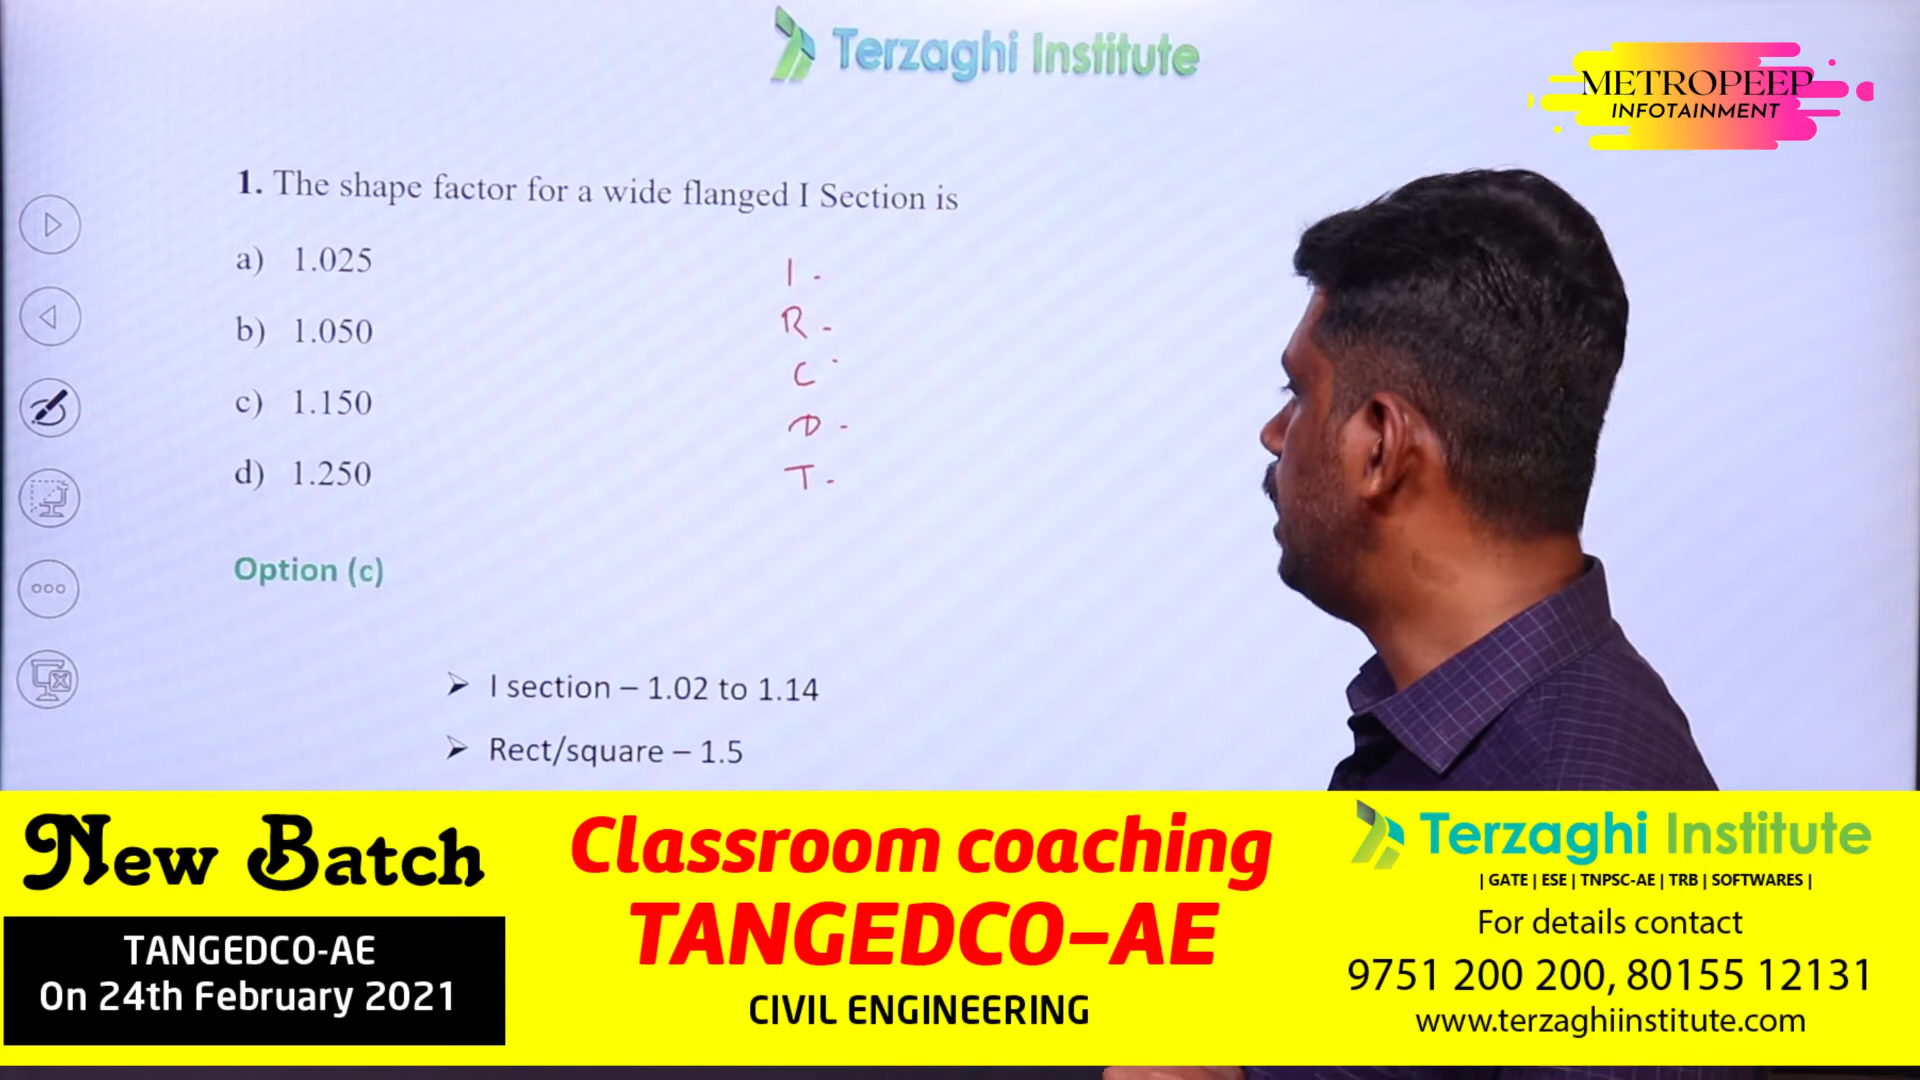 Terzaghi Institute
METROPEEP
INFOTAINMENT
1. The shape factor for a wide flanged I Section is
a) 1.025
b) 1.050
c) 1.150
d) 1.250
I -
R -
C -
D -
T -
Option (c)
➢ I section – 1.02 to 1.14
➢ Rect/square – 1.5
New Batch
TANGEDCO-AE
On 24th February 2021
Classroom coaching
TANGEDCO–AE
CIVIL ENGINEERING
Terzaghi Institute
| GATE | ESE | TNPSC-AE | TRB | SOFTWARES |
For details contact
9751 200 200, 80155 12131
www.terzaghiinstitute.com